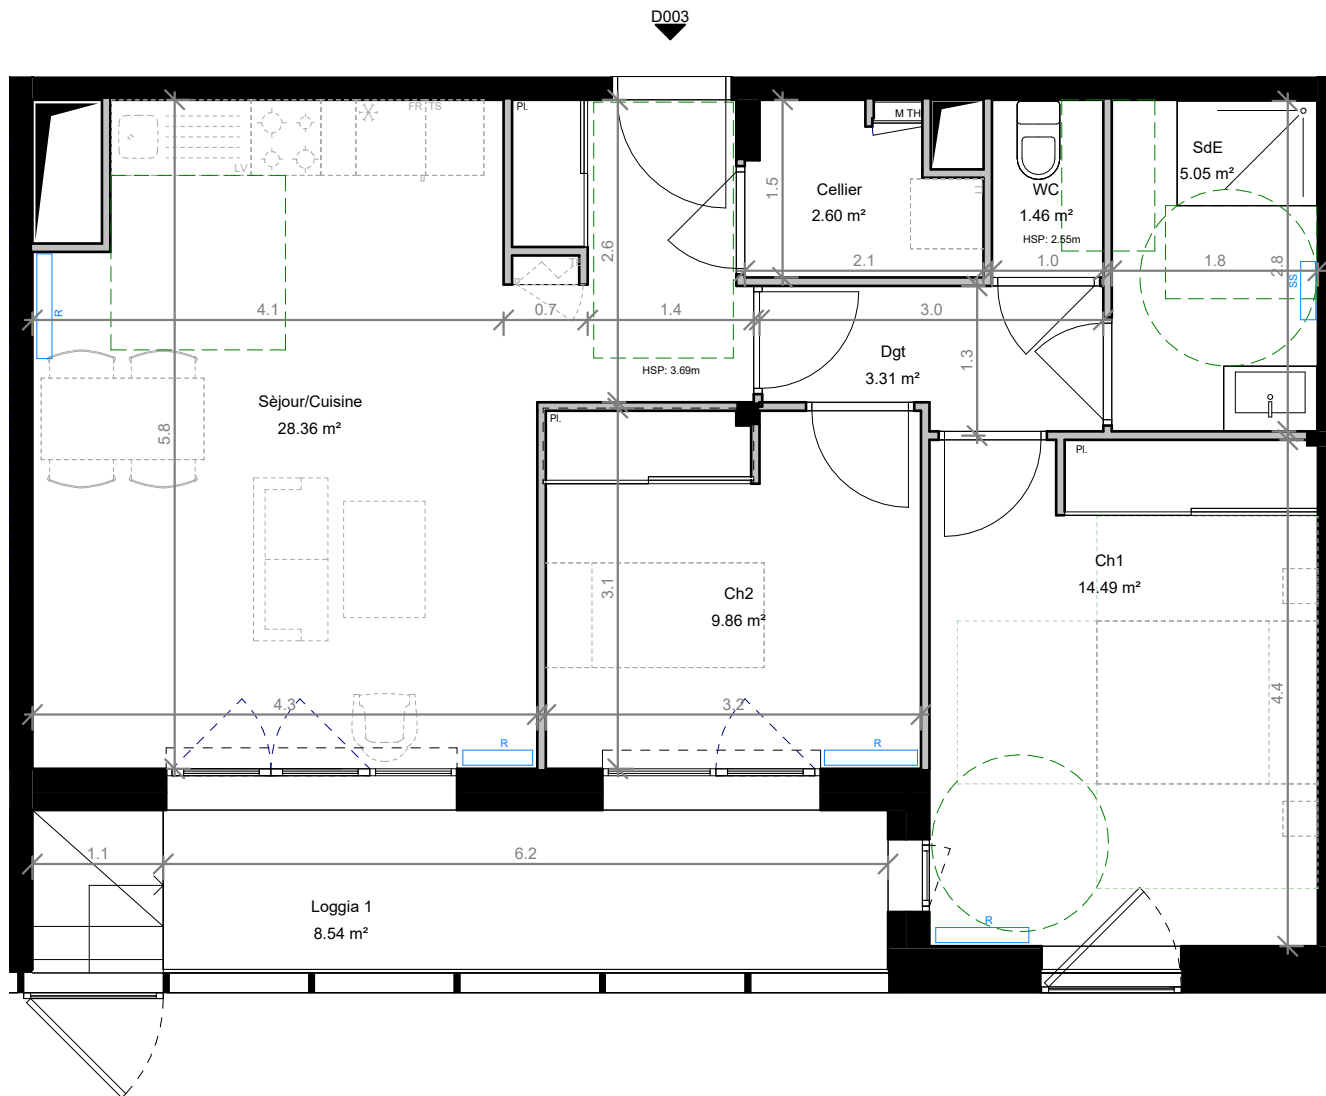 D003
Pl.
FR TS
LV
M TH
SdE
5.05 m²
Cellier
2.60 m²
WC
1.46 m²
HSP: 2.55m
1.5
2.6
2.1
1.0
1.8
2.8
SS
R
4.1
0.7
1.4
3.0
Dgt
3.31 m²
1.3
HSP: 3.69m
Sèjour/Cuisine
28.36 m²
5.8
Pl.
Pl.
Ch1
14.49 m²
Ch2
9.86 m²
3.1
4.4
4.3
3.2
R
R
1.1
6.2
Loggia 1
8.54 m²
R